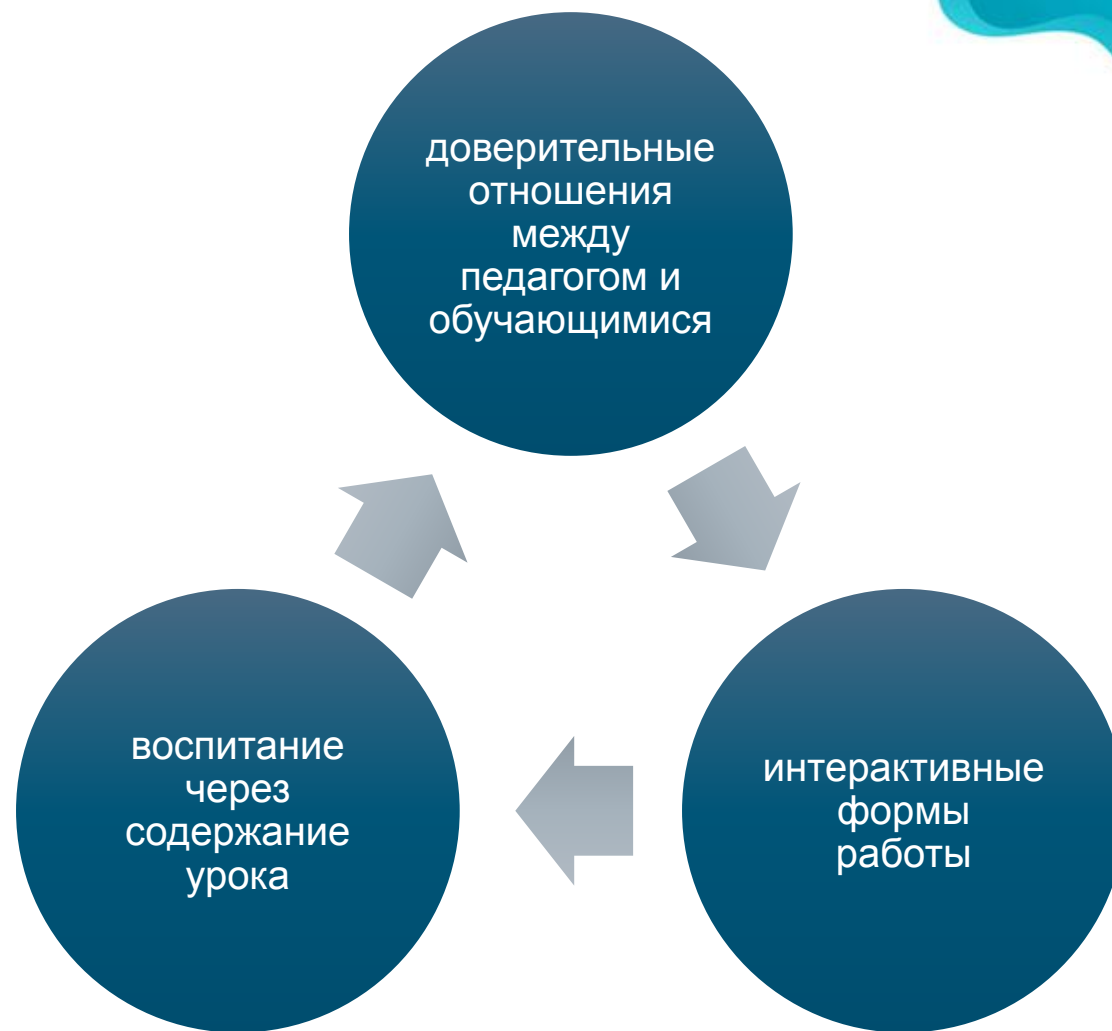 доверительные
отношения
между
педагогом и
обучающимися
интерактивные
формы
работы
воспитание
через
содержание
урока